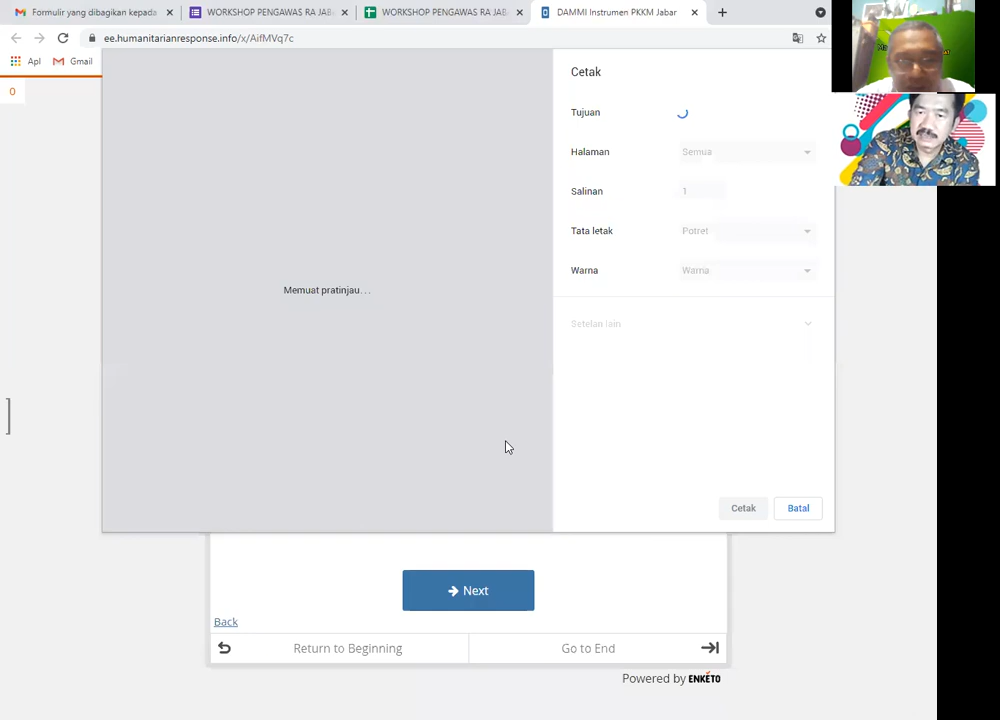 Formulir yang dibagikan kepada
WORKSHOP PENGAWAS RA JAB
WORKSHOP PENGAWAS RA JAB
DAMMI Instrumen PKKM Jabar
ee.humanitarianresponse.info/x/AifMVq7c
Apl
Gmail
0
Cetak
Tujuan
Halaman
Semua
Salinan
1
Tata letak
Potret
Warna
Warna
Memuat pratinjau...
Setelan lain
]
Cetak
Batal
Next
Back
Return to Beginning
Go to End
Powered by ENKETO